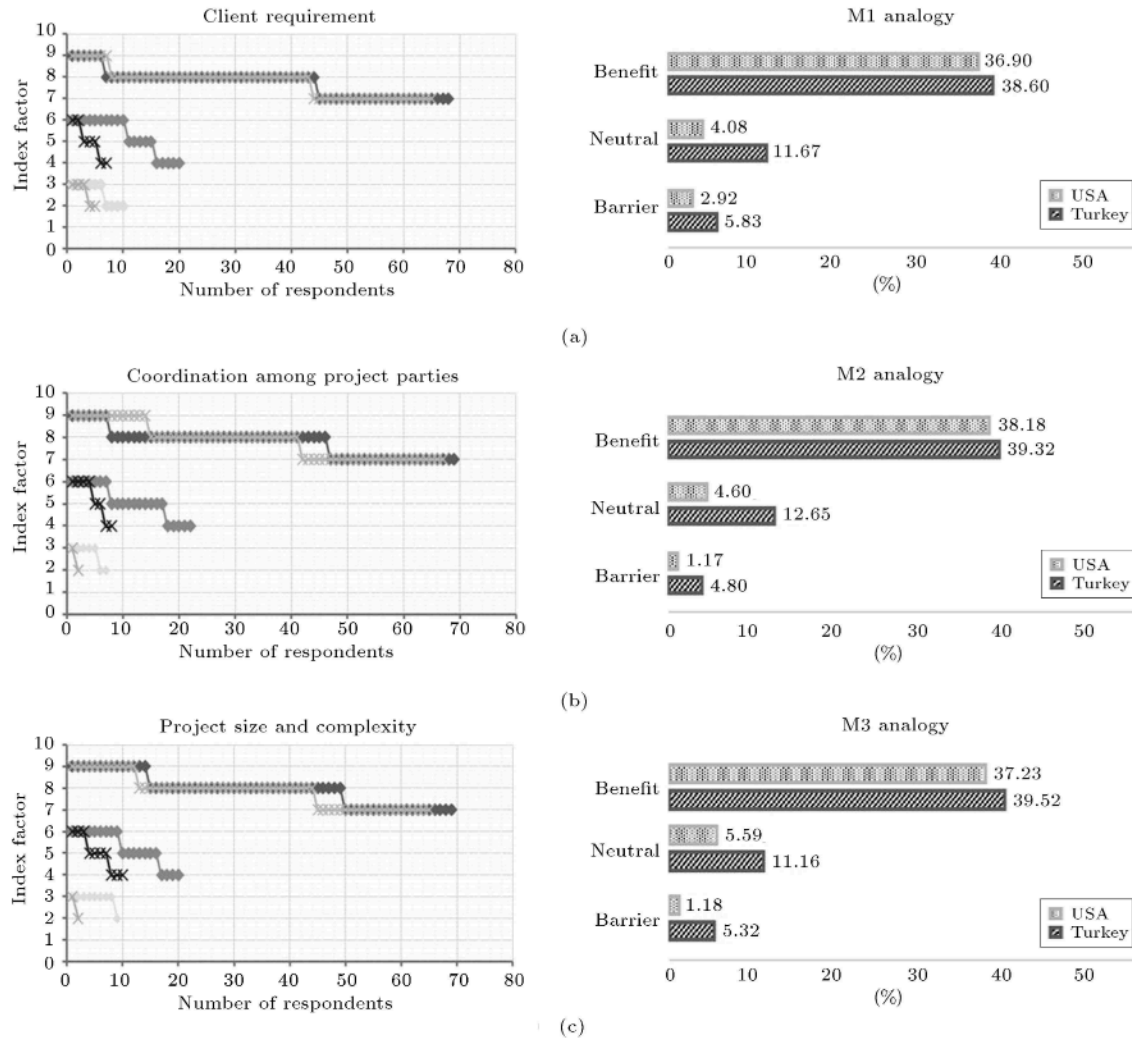 Client requirement
10
9
8
7
6
5
4
3
2
1
0
Index factor
0 10 20 30 40 50 60 70 80
Number of respondents
M1 analogy
Benefit
36.90
38.60
Neutral
4.08
11.67
Barrier
2.92
5.83
USA
Turkey
0 10 20 30 40 50
(%)
(a)
Coordination among project parties
10
9
8
7
6
5
4
3
2
1
0
Index factor
0 10 20 30 40 50 60 70 80
Number of respondents
M2 analogy
Benefit
38.18
39.32
Neutral
4.60
12.65
Barrier
1.17
4.80
USA
Turkey
0 10 20 30 40 50
(%)
(b)
Project size and complexity
10
9
8
7
6
5
4
3
2
1
0
Index factor
0 10 20 30 40 50 60 70 80
Number of respondents
M3 analogy
Benefit
37.23
39.52
Neutral
5.59
11.16
Barrier
1.18
5.32
USA
Turkey
0 10 20 30 40 50
(%)
(c)